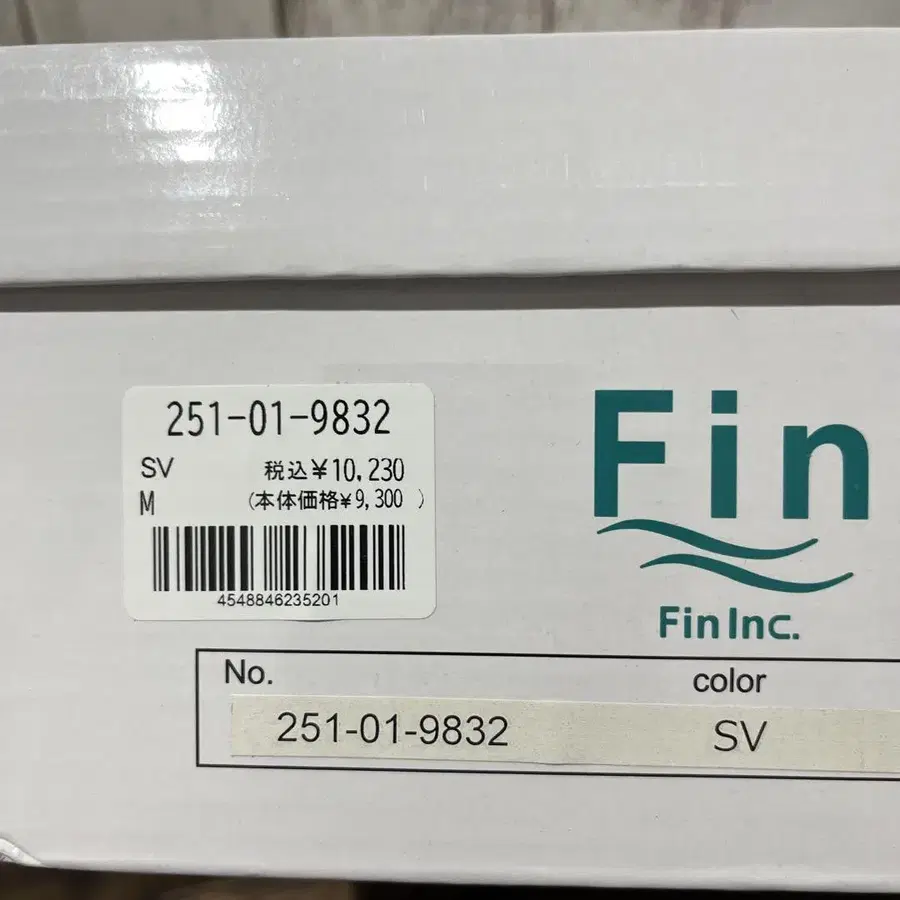 251-01-9832
SV 税込¥10,230
M (本体価格¥9,300 )
4548846235201
Fin
Fin Inc.
No. color
251-01-9832 SV